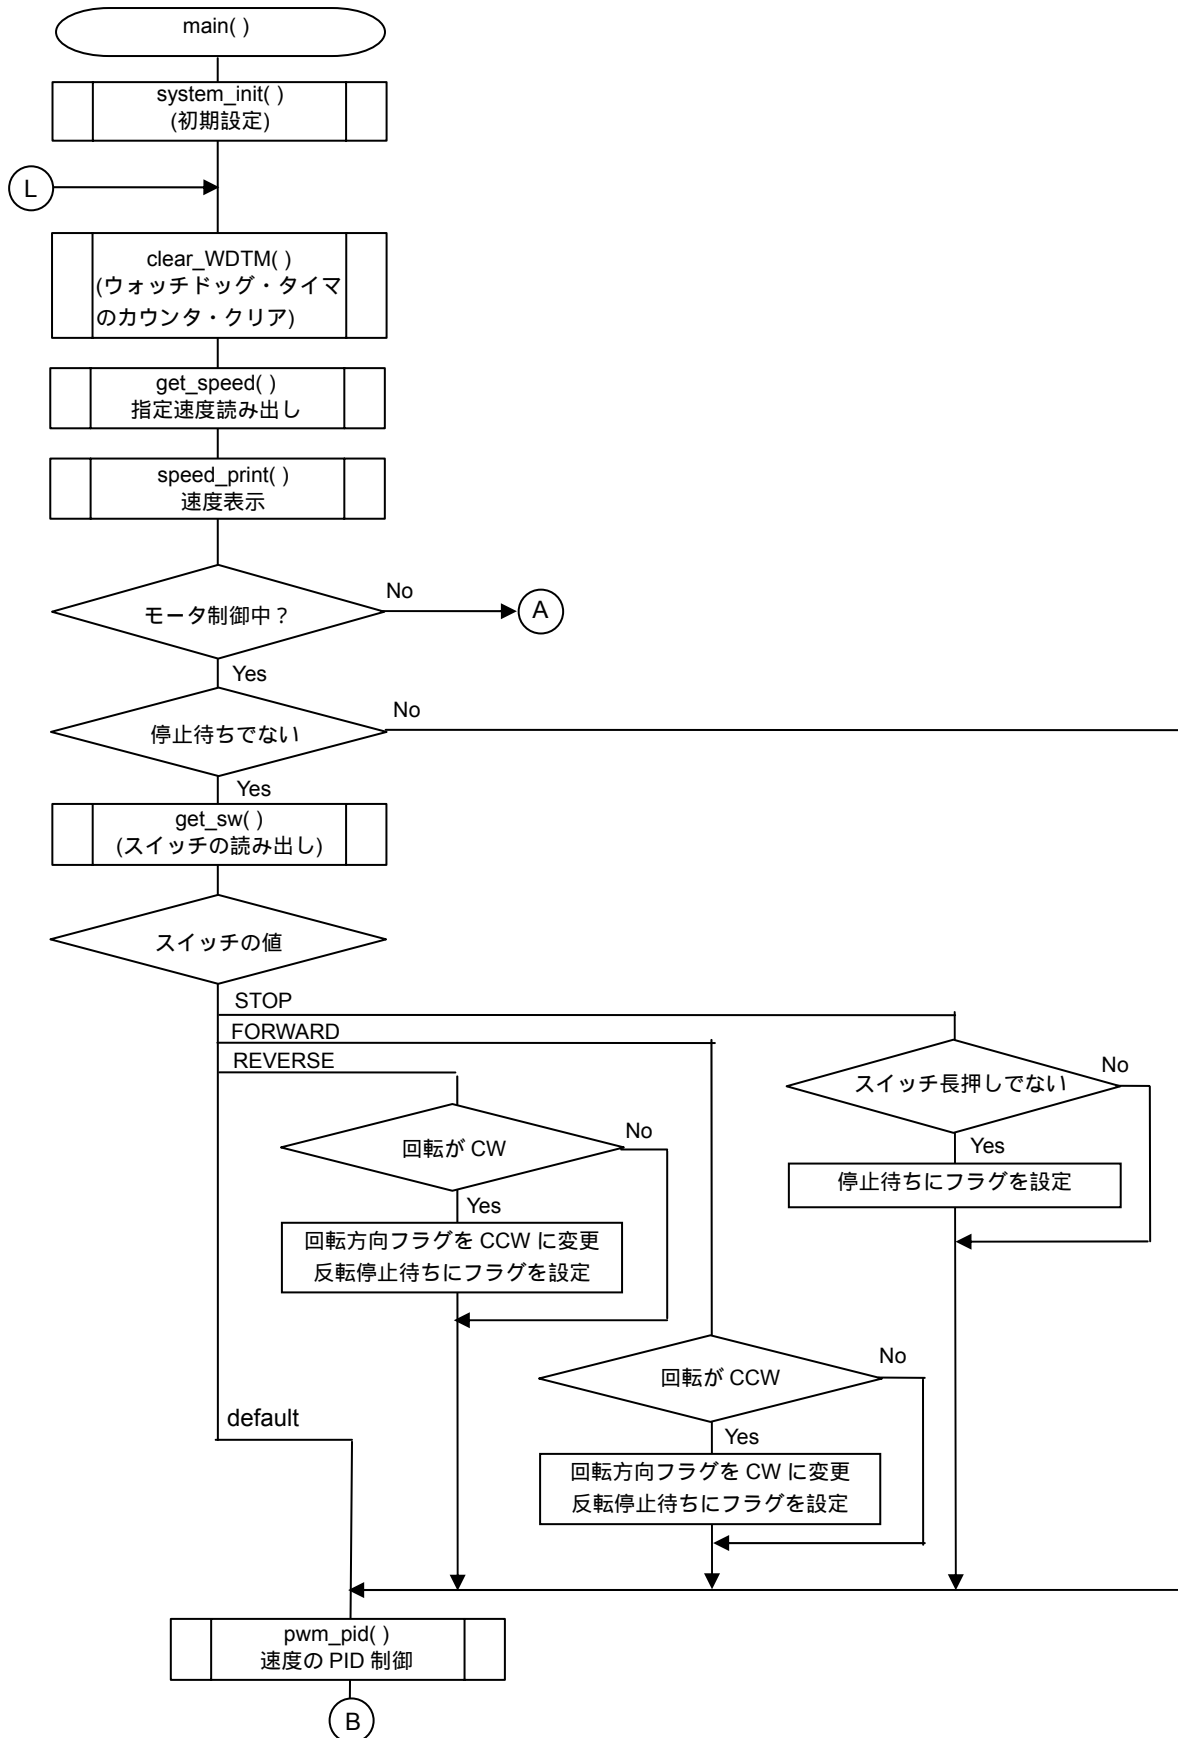 main( )
system_init( )
(初期設定)
L
clear_WDTM( )
(ウォッチドッグ・タイマ
のカウンタ・クリア)
get_speed( )
指定速度読み出し
speed_print( )
速度表示
モータ制御中？
No
A
Yes
停止待ちでない
No
Yes
get_sw( )
(スイッチの読み出し)
スイッチの値
STOP
FORWARD
REVERSE
スイッチ長押しでない
No
Yes
停止待ちにフラグを設定
回転が CW
No
Yes
回転方向フラグを CCW に変更
反転停止待ちにフラグを設定
回転が CCW
No
Yes
回転方向フラグを CW に変更
反転停止待ちにフラグを設定
default
pwm_pid( )
速度の PID 制御
B